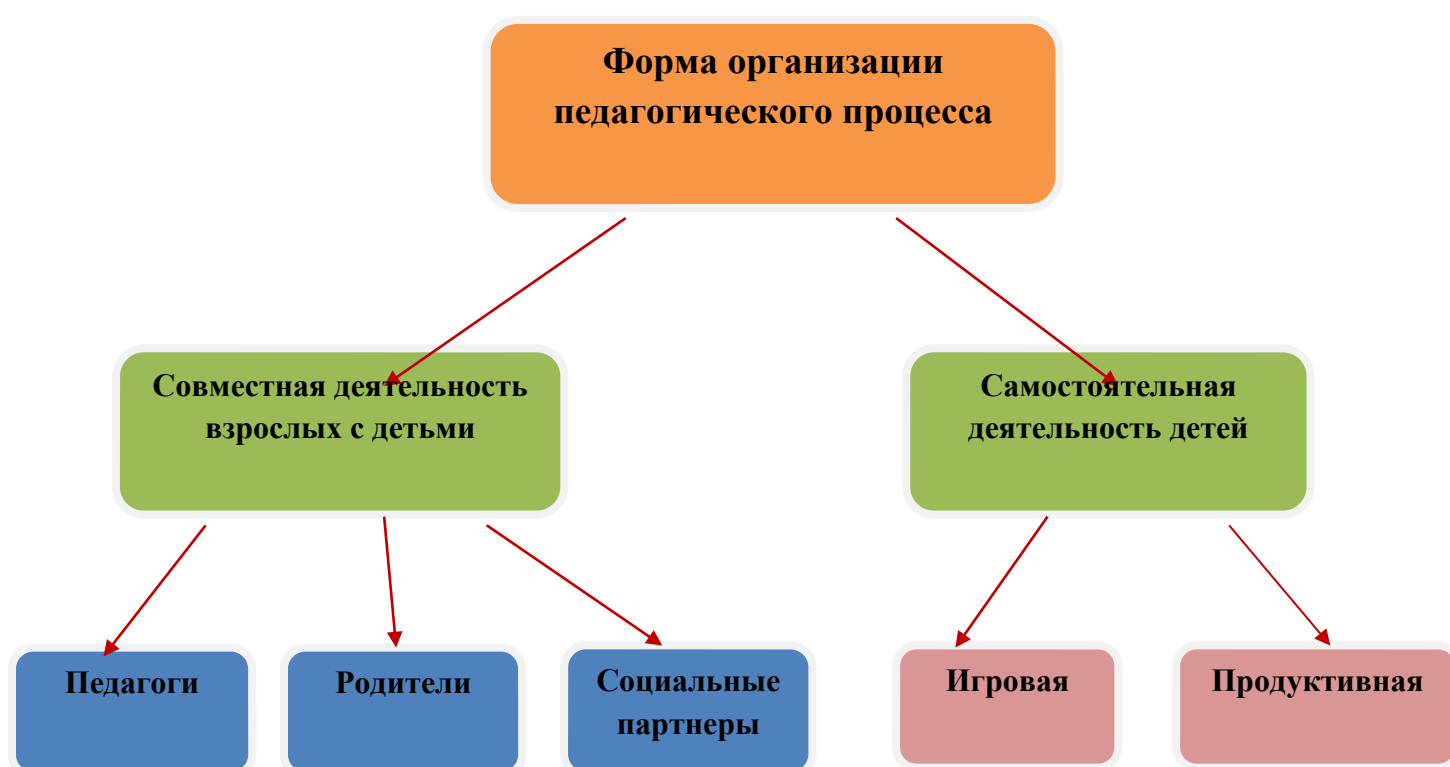 Форма организации
педагогического процесса
Совместная деятельность
взрослых с детьми
Самостоятельная
деятельность детей
Педагоги
Родители
Социальные
партнеры
Игровая
Продуктивная